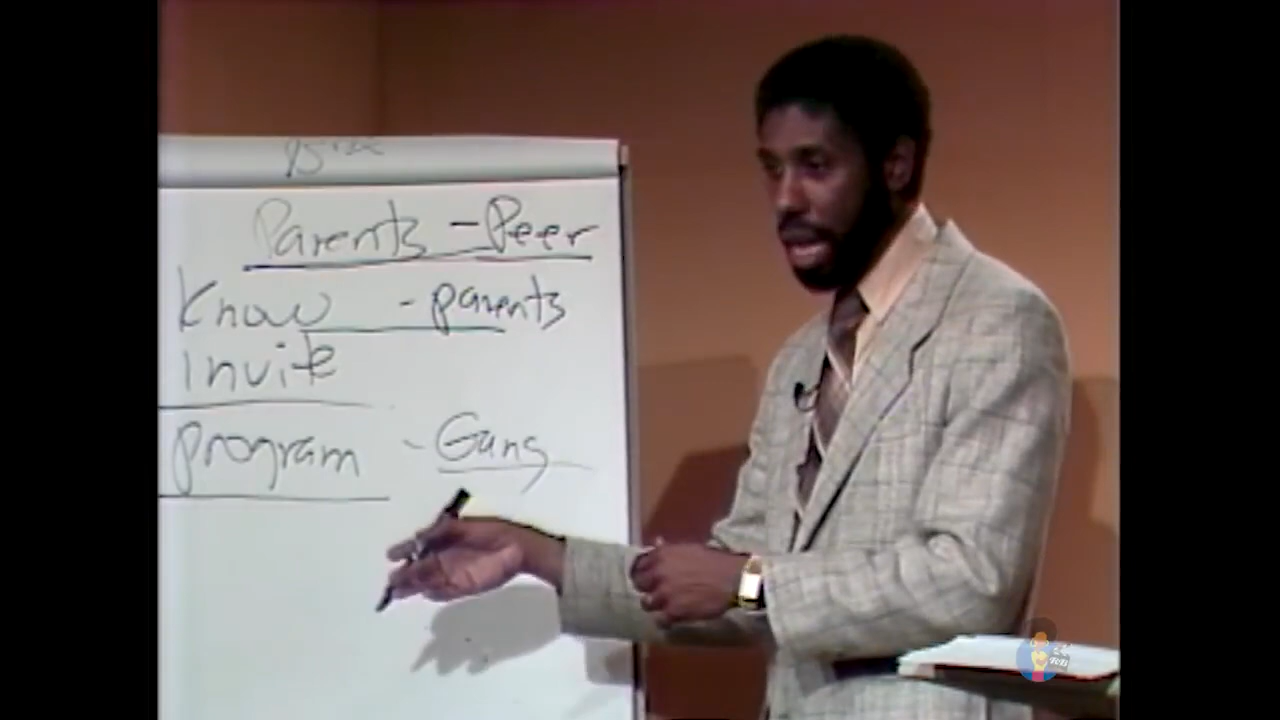 Parents - Peer
Know - parents
invite
program - Gang